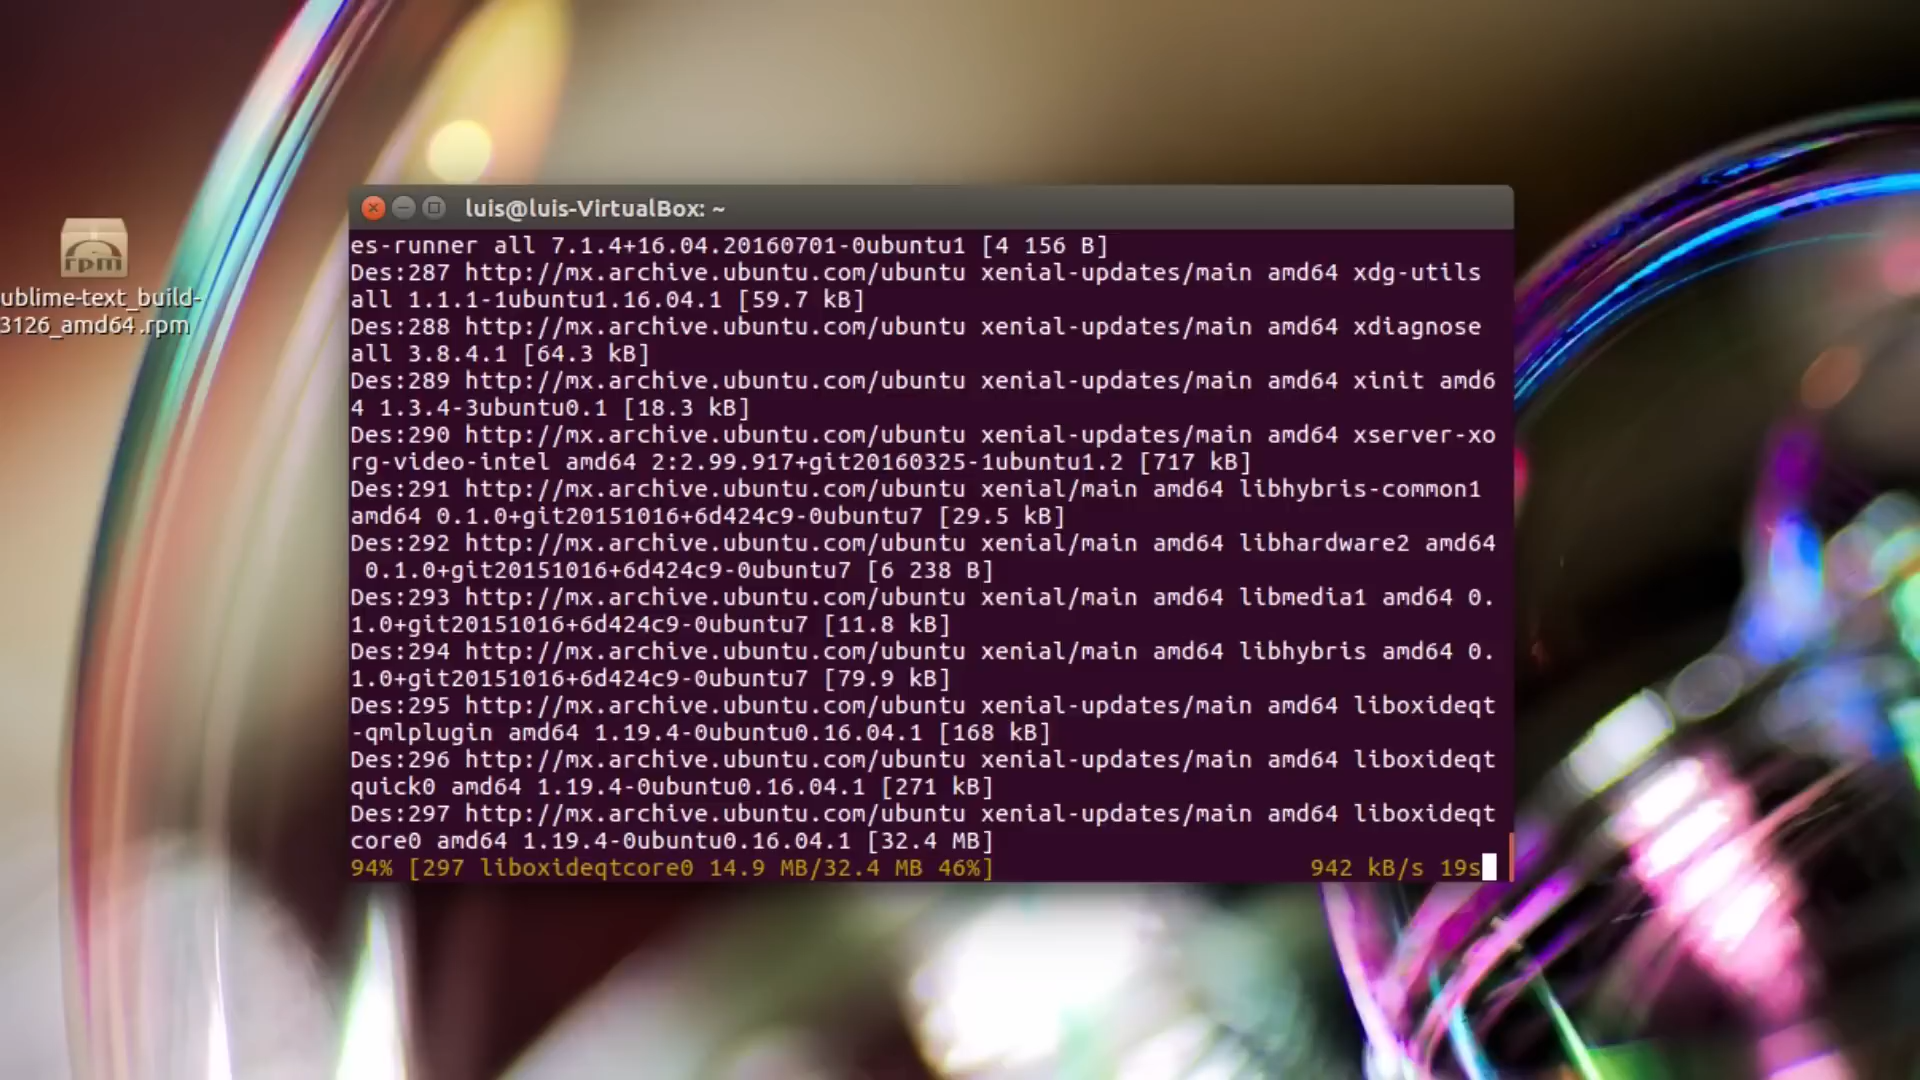 luis@luis-VirtualBox: ~
es-runner all 7.1.4+16.04.20160701-0ubuntu1 [4 156 B]
Des:287 http://mx.archive.ubuntu.com/ubuntu xenial-updates/main amd64 xdg-utils
all 1.1.1-1ubuntu1.16.04.1 [59.7 kB]
Des:288 http://mx.archive.ubuntu.com/ubuntu xenial-updates/main amd64 xdiagnose
all 3.8.4.1 [64.3 kB]
Des:289 http://mx.archive.ubuntu.com/ubuntu xenial-updates/main amd64 xinit amd6
4 1.3.4-3ubuntu0.1 [18.3 kB]
Des:290 http://mx.archive.ubuntu.com/ubuntu xenial-updates/main amd64 xserver-xo
rg-video-intel amd64 2:2.99.917+git20160325-1ubuntu1.2 [717 kB]
Des:291 http://mx.archive.ubuntu.com/ubuntu xenial/main amd64 libhybris-common1
amd64 0.1.0+git20151016+6d424c9-0ubuntu7 [29.5 kB]
Des:292 http://mx.archive.ubuntu.com/ubuntu xenial/main amd64 libhardware2 amd64
0.1.0+git20151016+6d424c9-0ubuntu7 [6 238 B]
Des:293 http://mx.archive.ubuntu.com/ubuntu xenial/main amd64 libmedia1 amd64 0.
1.0+git20151016+6d424c9-0ubuntu7 [11.8 kB]
Des:294 http://mx.archive.ubuntu.com/ubuntu xenial/main amd64 libhybris amd64 0.
1.0+git20151016+6d424c9-0ubuntu7 [79.9 kB]
Des:295 http://mx.archive.ubuntu.com/ubuntu xenial-updates/main amd64 liboxideqt
-qmlplugin amd64 1.19.4-0ubuntu0.16.04.1 [168 kB]
Des:296 http://mx.archive.ubuntu.com/ubuntu xenial-updates/main amd64 liboxideqt
quick0 amd64 1.19.4-0ubuntu0.16.04.1 [271 kB]
Des:297 http://mx.archive.ubuntu.com/ubuntu xenial-updates/main amd64 liboxideqt
core0 amd64 1.19.4-0ubuntu0.16.04.1 [32.4 MB]
94% [297 liboxideqtcore0 14.9 MB/32.4 MB 46%] 942 kB/s 19s
rpm
ublime-text_build-
3126_amd64.rpm